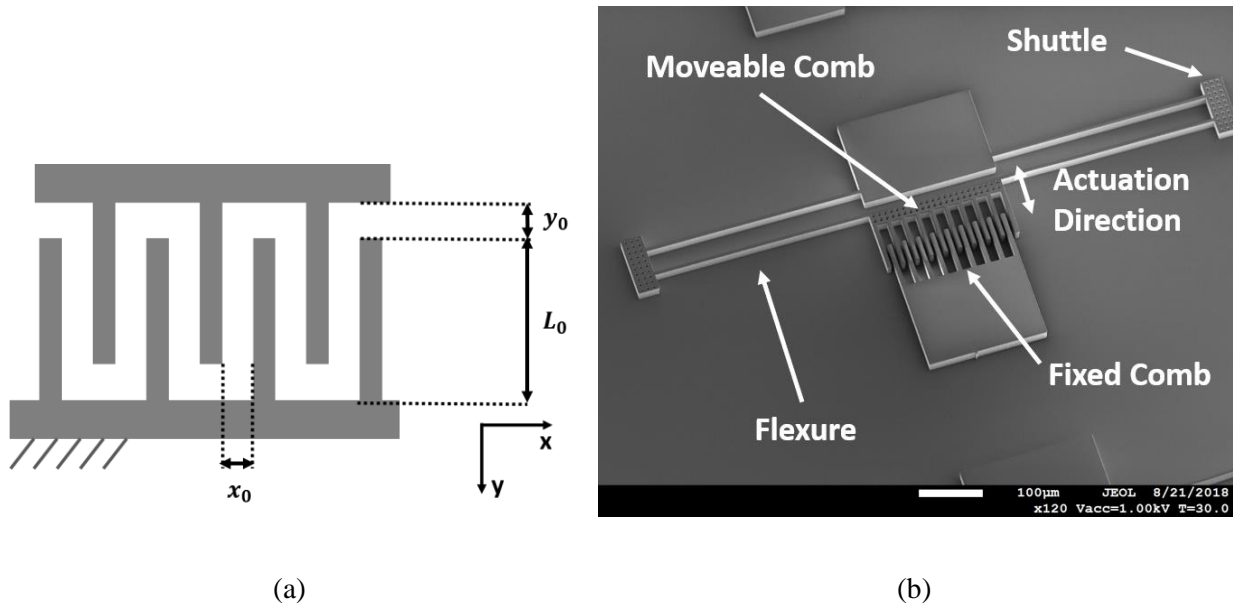 y₀
L₀
x₀
x
y
(a)
Moveable Comb
Shuttle
Actuation
Direction
Fixed Comb
Flexure
100µm JEOL 8/21/2018
x120 Vacc=1.00kV T=30.0
(b)